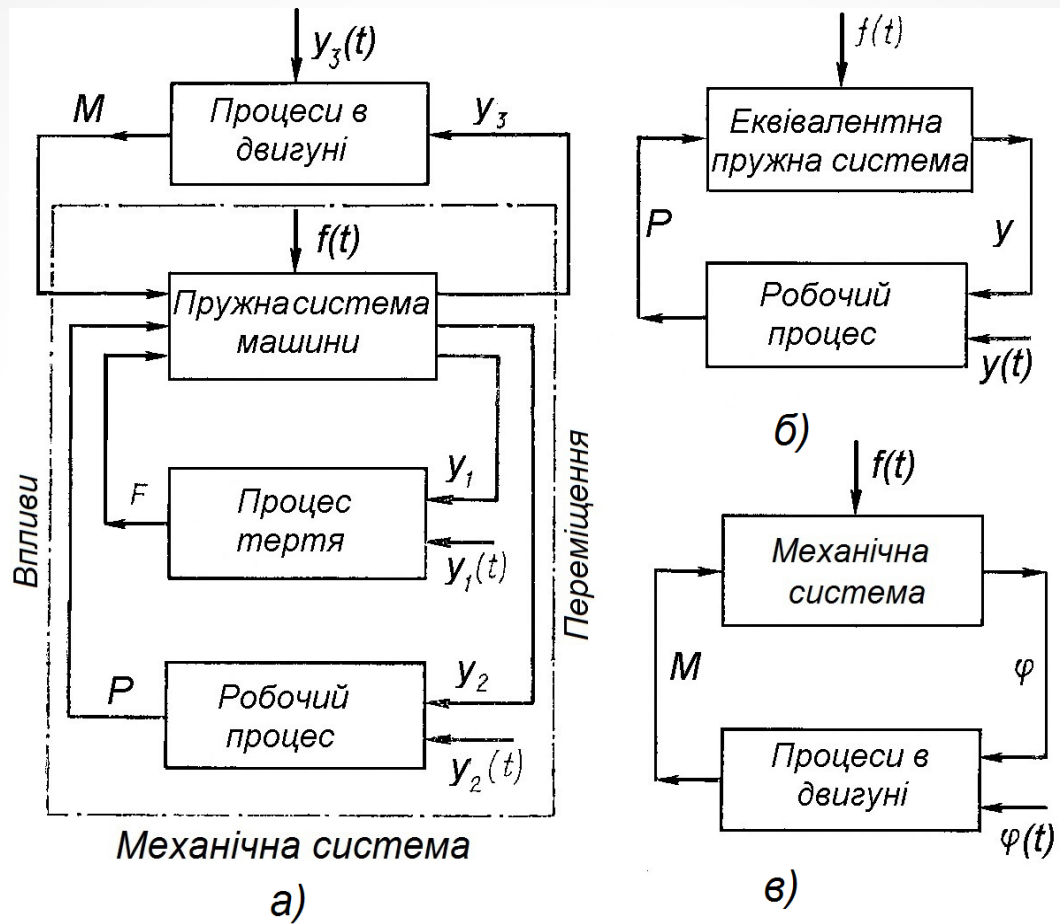 y₃(t)
M
Процеси в
двигуні
y₃
f(t)
Пружна система
машини
Впливи
Переміщення
F
Процес
тертя
y₁
y₁(t)
P
Робочий
процес
y₂
y₂(t)
Механічна система
а)
f(t)
Еквівалентна
пружна система
P
y
Робочий
процес
y(t)
б)
f(t)
Механічна
система
M
φ
Процеси в
двигуні
φ(t)
в)